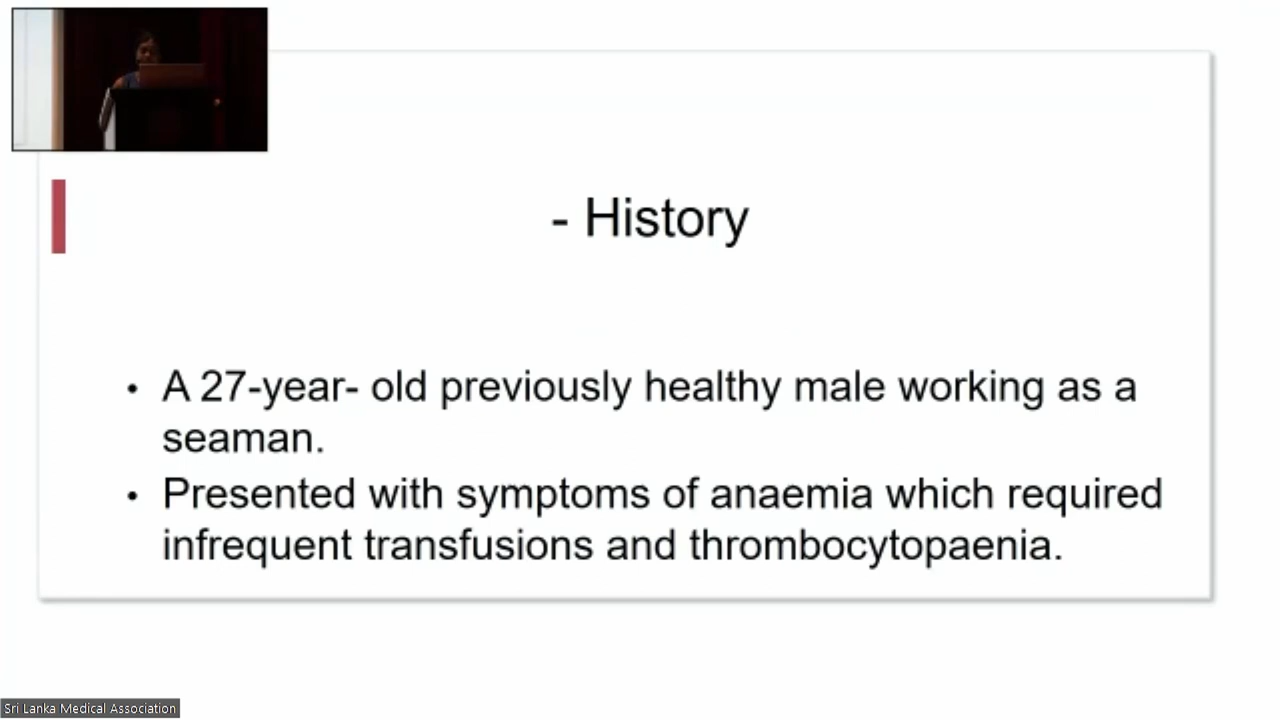 - History
• A 27-year- old previously healthy male working as a
seaman.
• Presented with symptoms of anaemia which required
infrequent transfusions and thrombocytopaenia.
Sri Lanka Medical Association